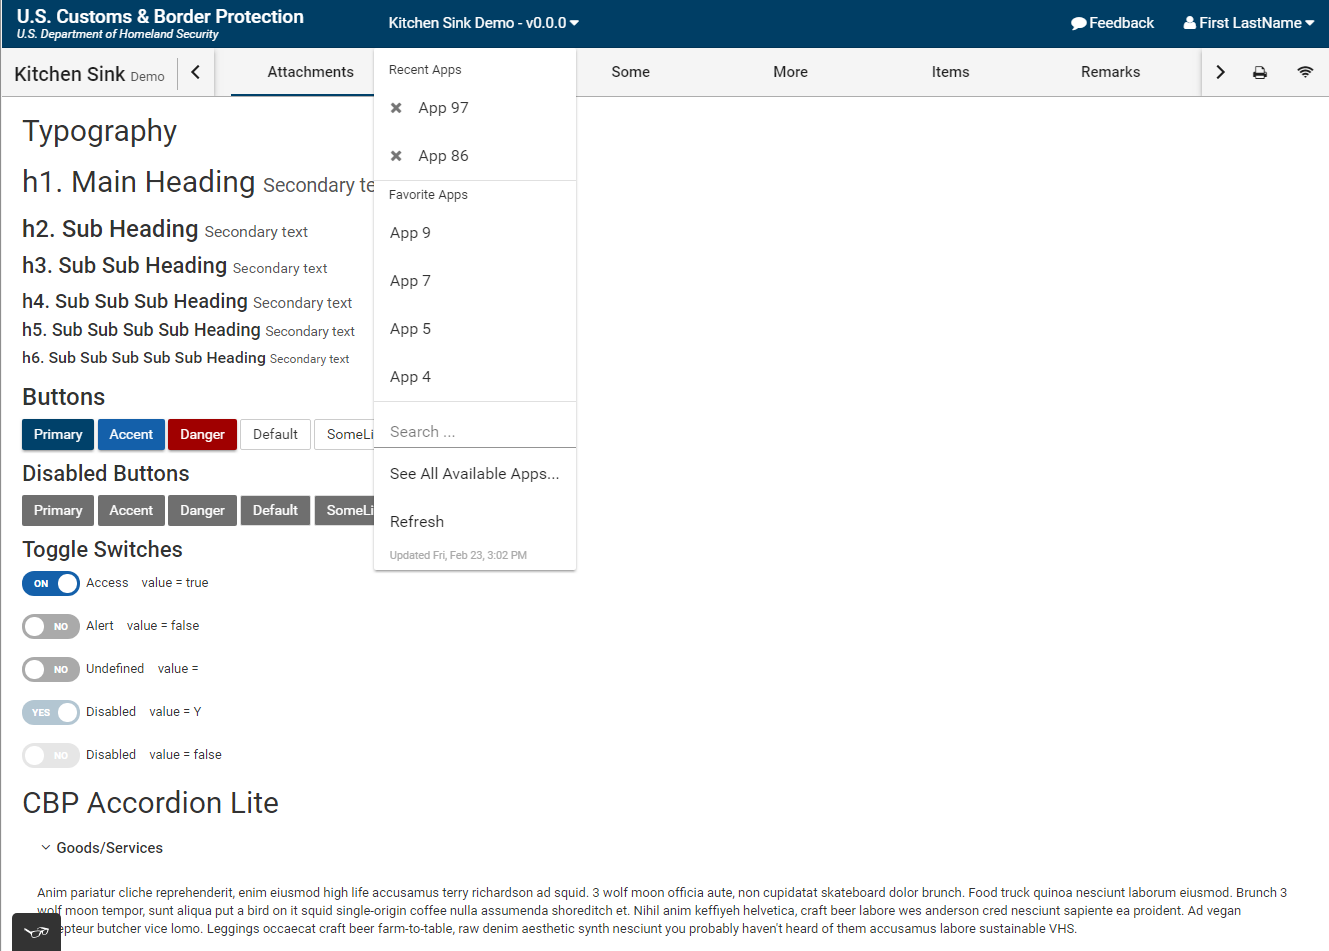 U.S. Customs & Border Protection
U.S. Department of Homeland Security
Kitchen Sink Demo - v0.0.0
Feedback
First LastName
Kitchen Sink Demo
Attachments
Some
More
Items
Remarks
Recent Apps
App 97
App 86
Favorite Apps
App 9
App 7
App 5
App 4
Search ...
See All Available Apps...
Refresh
Updated Fri, Feb 23, 3:02 PM
Typography
h1. Main Heading Secondary te
h2. Sub Heading Secondary text
h3. Sub Sub Heading Secondary text
h4. Sub Sub Sub Heading Secondary text
h5. Sub Sub Sub Sub Heading Secondary text
h6. Sub Sub Sub Sub Sub Heading Secondary text
Buttons
Primary Accent Danger Default SomeLi
Disabled Buttons
Primary Accent Danger Default SomeLi
Toggle Switches
ON Access value = true
NO Alert value = false
NO Undefined value =
YES Disabled value = Y
NO Disabled value = false
CBP Accordion Lite
Goods/Services
Anim pariatur cliche reprehenderit, enim eiusmod high life accusamus terry richardson ad squid. 3 wolf moon officia aute, non cupidatat skateboard dolor brunch. Food truck quinoa nesciunt laborum eiusmod. Brunch 3
wolf moon tempor, sunt aliqua put a bird on it squid single-origin coffee nulla assumenda shoreditch et. Nihil anim keffiyeh helvetica, craft beer labore wes anderson cred nesciunt sapiente ea proident. Ad vegan
epteur butcher vice lomo. Leggings occaecat craft beer farm-to-table, raw denim aesthetic synth nesciunt you probably haven't heard of them accusamus labore sustainable VHS.